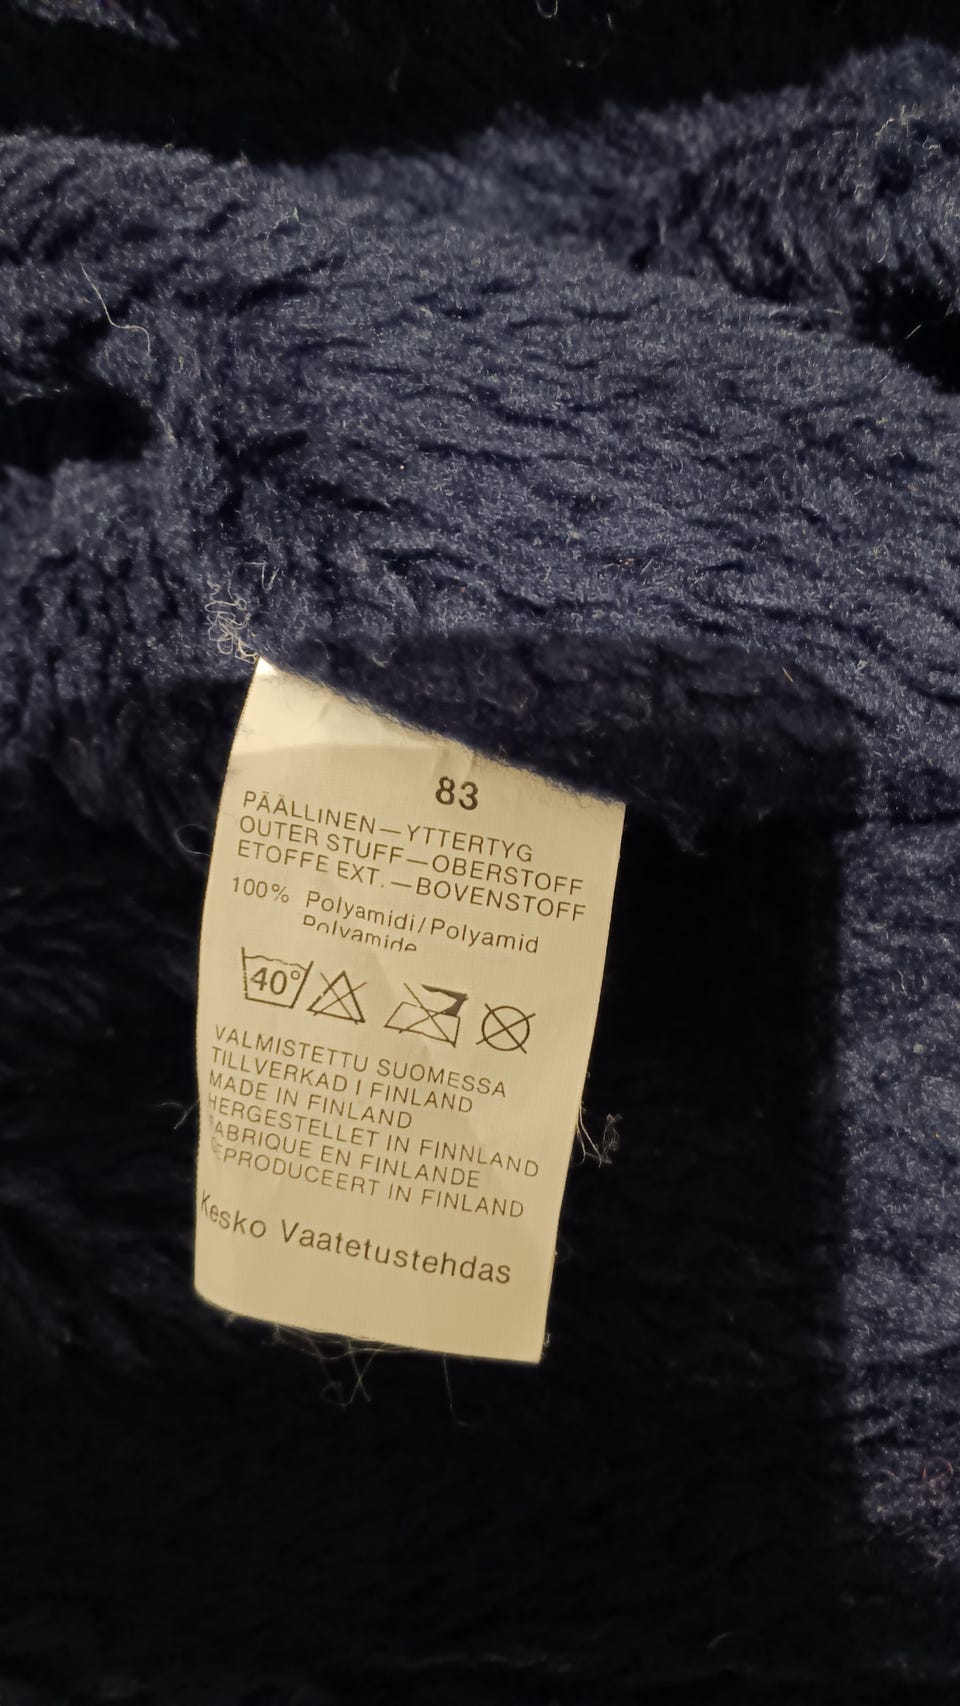 83
PÄÄLLINEN—YTTERTYG
OUTER STUFF—OBERSTOFF
ETOFFE EXT.—BOVENSTOFF
100% Polyamidi/Polyamid
Polyamide
40°
VALMISTETTU SUOMESSA
TILLVERKAD I FINLAND
MADE IN FINLAND
HERGESTELLET IN FINNLAND
FABRIQUE EN FINLANDE
GEPRODUCEERT IN FINLAND
Kesko Vaatetustehdas